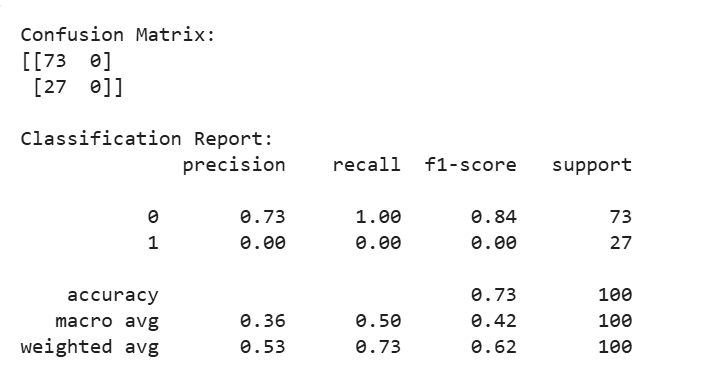 Confusion Matrix:
[[73  0]
 [27  0]]
Classification Report:
              precision    recall  f1-score   support
           0       0.73      1.00      0.84        73
           1       0.00      0.00      0.00        27
    accuracy                           0.73       100
   macro avg       0.36      0.50      0.42       100
weighted avg       0.53      0.73      0.62       100